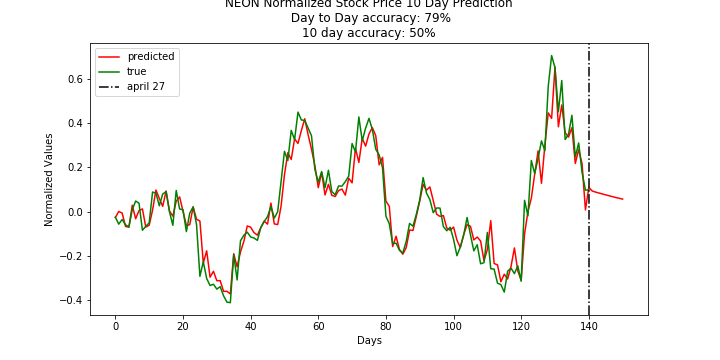 NEON Normalized Stock Price 10 Day Prediction
Day to Day accuracy: 79%
10 day accuracy: 50%
predicted
true
april 27
Normalized Values
0.6
0.4
0.2
0.0
−0.2
−0.4
0 20 40 60 80 100 120 140
Days